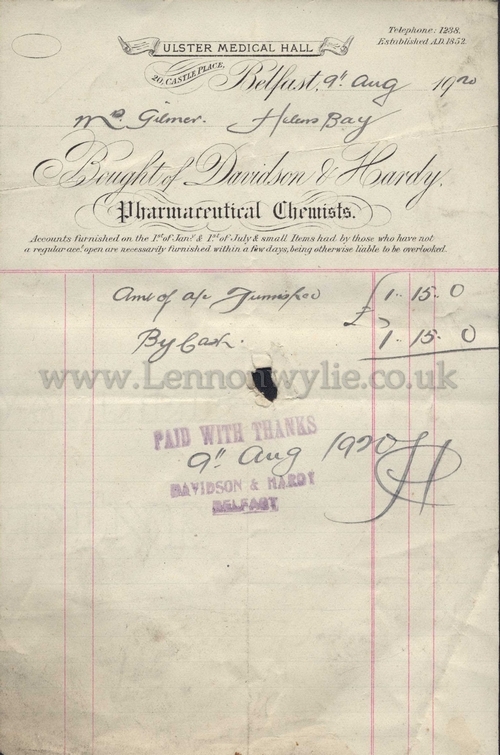 Telephone: 1238.
Established A.D. 1852.
ULSTER MEDICAL HALL
20, CASTLE PLACE,
Belfast, 9" Aug 1920
Gilmer. Helens Bay
Bought of Davidson & Hardy.
Pharmaceutical Chemists.
Accounts furnished on the 1st of Jany & 1st of July & small Items had by those who have not
a regular acct open are necessarily furnished within a few days, being otherwise liable to be overlooked.
Amt of a/c Furnished £1. 15. 0
By Cash. 1. 15. 0
www.Lennonwylie.co.uk
PAID WITH THANKS
9" Aug 1920
DAVIDSON & HARDY
BELFAST